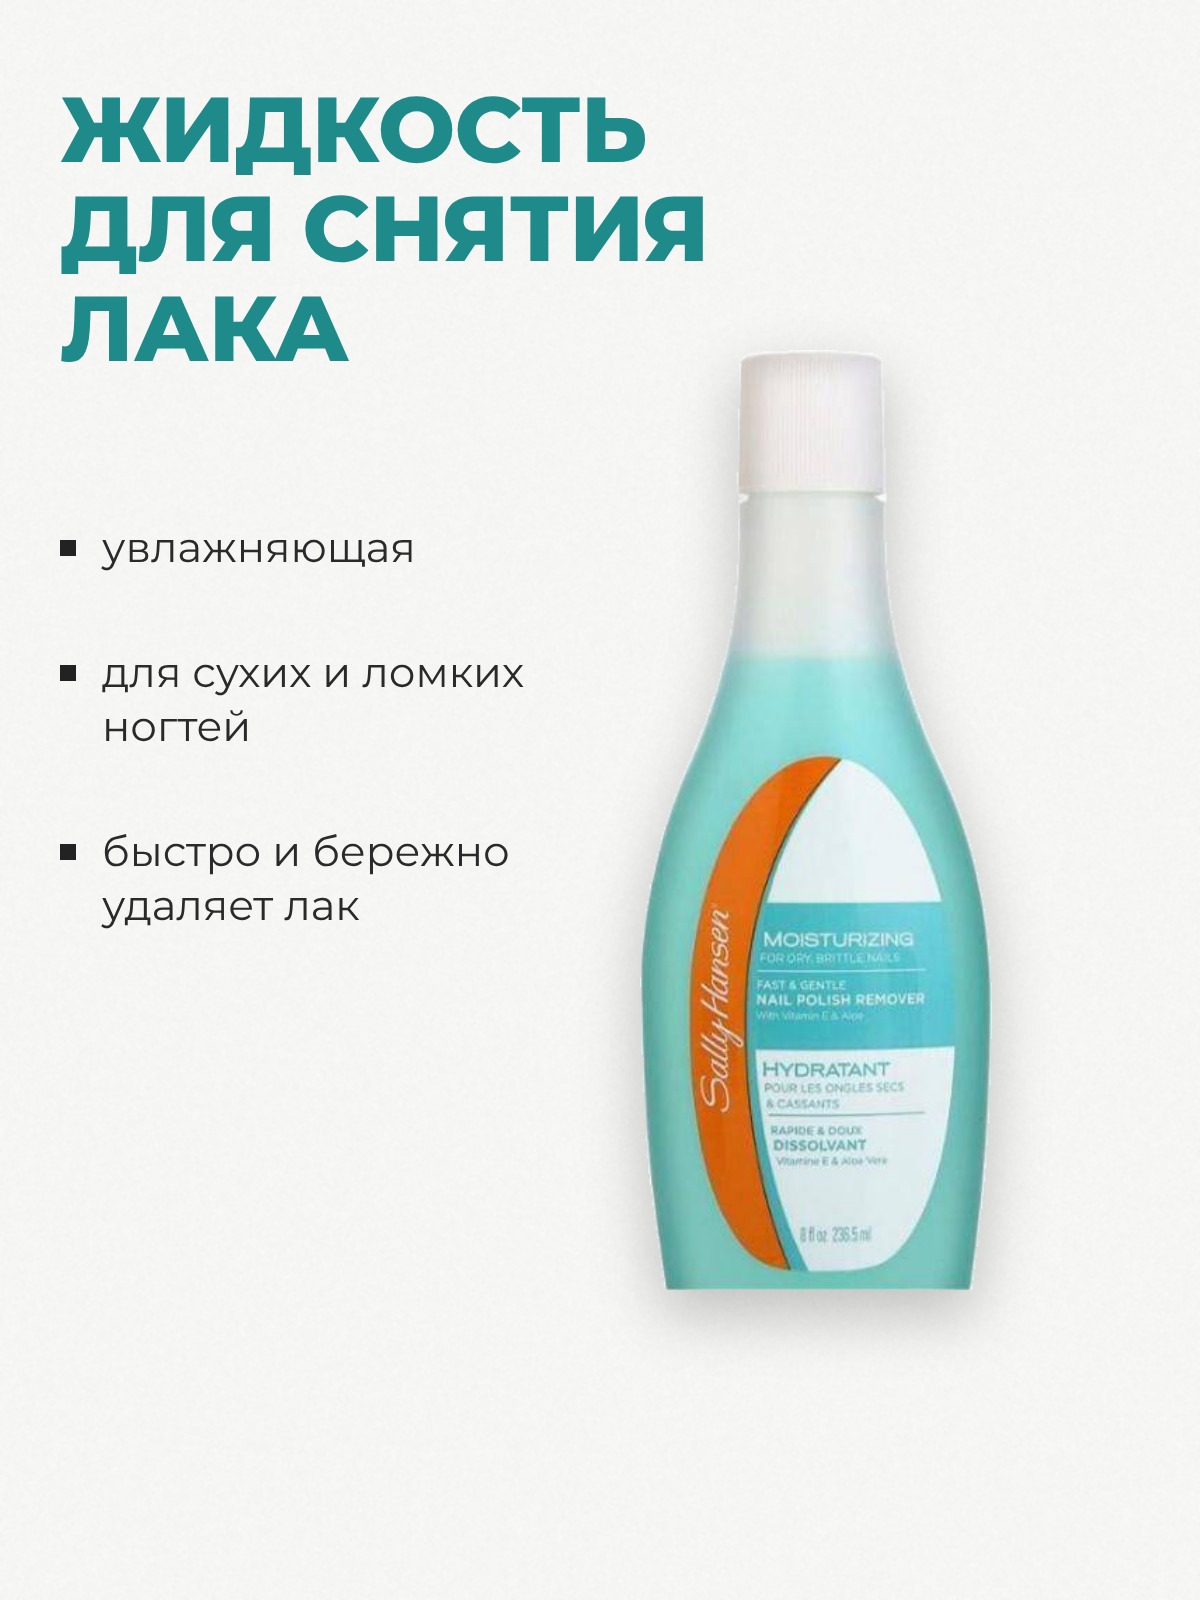 ЖИДКОСТЬ
ДЛЯ СНЯТИЯ
ЛАКА
увлажняющая
для сухих и ломких
ногтей
быстро и бережно
удаляет лак
Sally Hansen
MOISTURIZING
FOR DRY, BRITTLE NAILS
FAST & GENTLE
NAIL POLISH REMOVER
With Vitamin E & Aloe
HYDRATANT
POUR LES ONGLES SECS
& CASSANTS
RAPIDE & DOUX
DISSOLVANT
Vitamine E & Aloe Vera
8 fl oz 236.5 ml